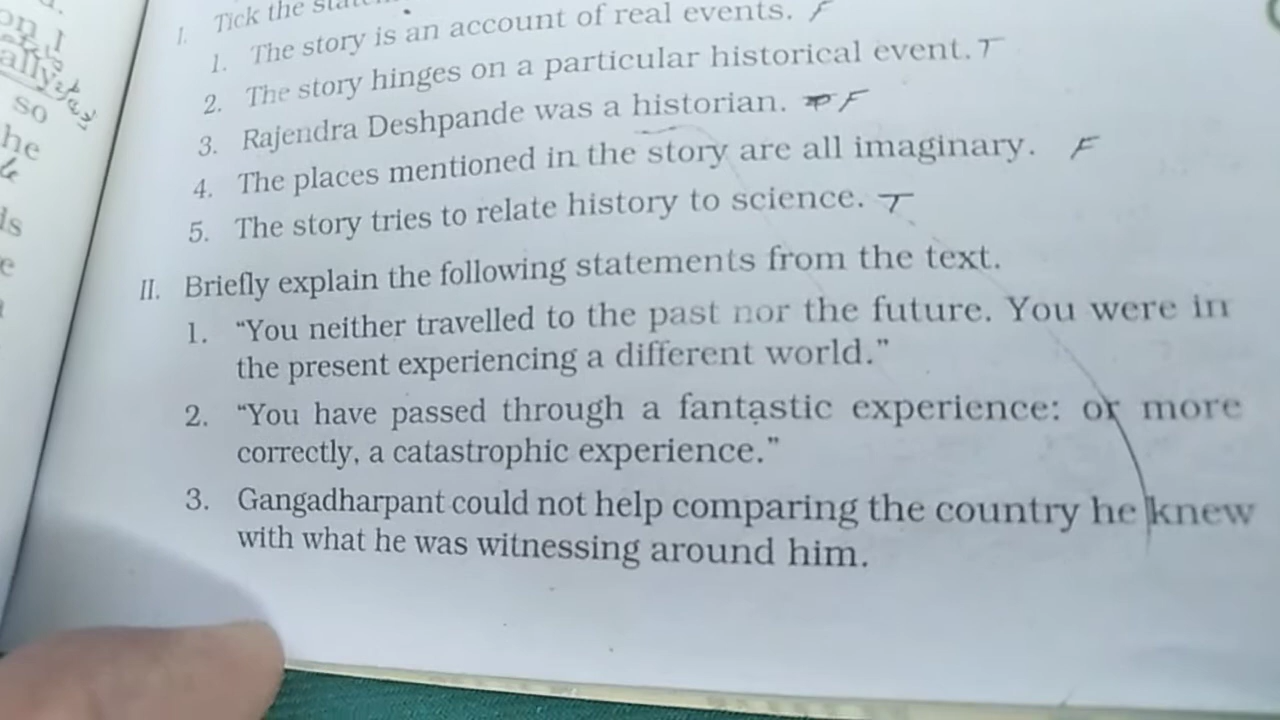 on I
ally
so
he
ls
e
I. Tick the
1. The story is an account of real events. F
2. The story hinges on a particular historical event. T
3. Rajendra Deshpande was a historian. F
4. The places mentioned in the story are all imaginary. F
5. The story tries to relate history to science. T
II. Briefly explain the following statements from the text.
1. “You neither travelled to the past nor the future. You were in
the present experiencing a different world.”
2. “You have passed through a fantastic experience: or more
correctly, a catastrophic experience.”
3. Gangadharpant could not help comparing the country he knew
with what he was witnessing around him.